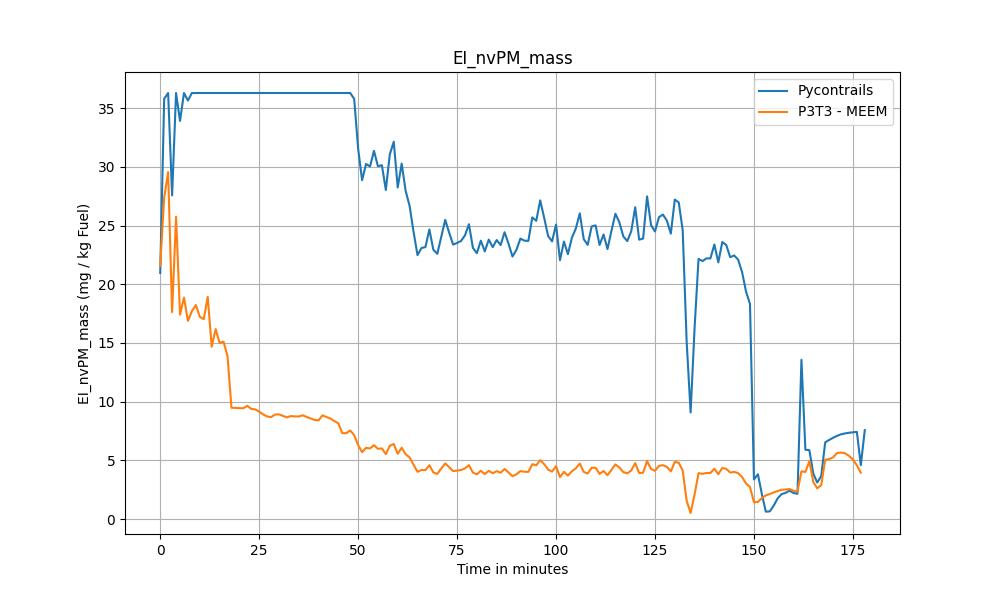 EI_nvPM_mass
Pycontrails
P3T3 - MEEM
EI_nvPM_mass (mg / kg Fuel)
35
30
25
20
15
10
5
0
0 25 50 75 100 125 150 175
Time in minutes